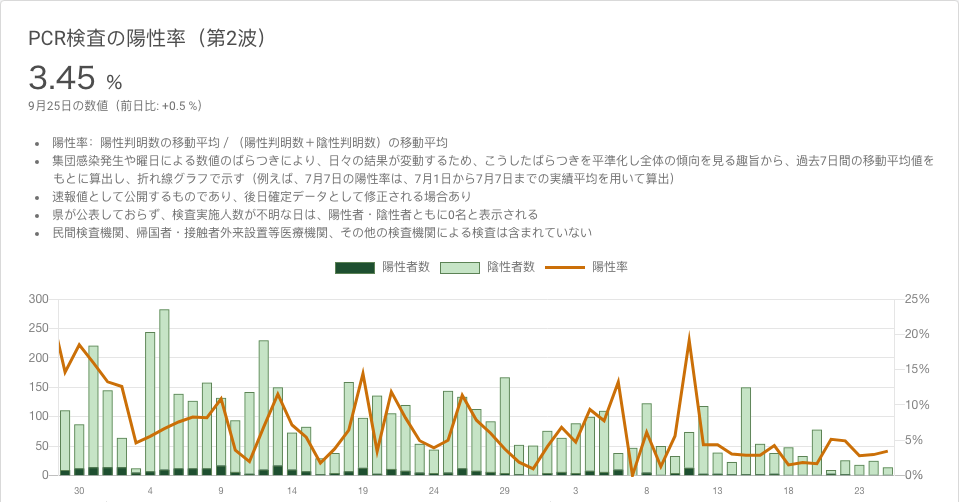 PCR検査の陽性率（第2波）
3.45 %
9月25日の数値（前日比: +0.5 %）
• 陽性率：陽性判明数の移動平均 / （陽性判明数＋陰性判明数）の移動平均
• 集団感染発生や曜日による数値のばらつきにより、日々の結果が変動するため、こうしたばらつきを平準化し全体の傾向を見る趣旨から、過去7日間の移動平均値を
もとに算出し、折れ線グラフで示す（例えば、7月7日の陽性率は、7月1日から7月7日までの実績平均を用いて算出）
• 速報値として公開するものであり、後日確定データとして修正される場合あり
• 県が公表しておらず、検査実施人数が不明な日は、陽性者・陰性者ともに0名と表示される
• 民間検査機関、帰国者・接触者外来設置等医療機関、その他の検査機関による検査は含まれていない
陽性者数 陰性者数 陽性率
300 25%
250 20%
200 15%
150
100 10%
50 5%
0 0%
30 4 9 14 19 24 29 3 8 13 18 23